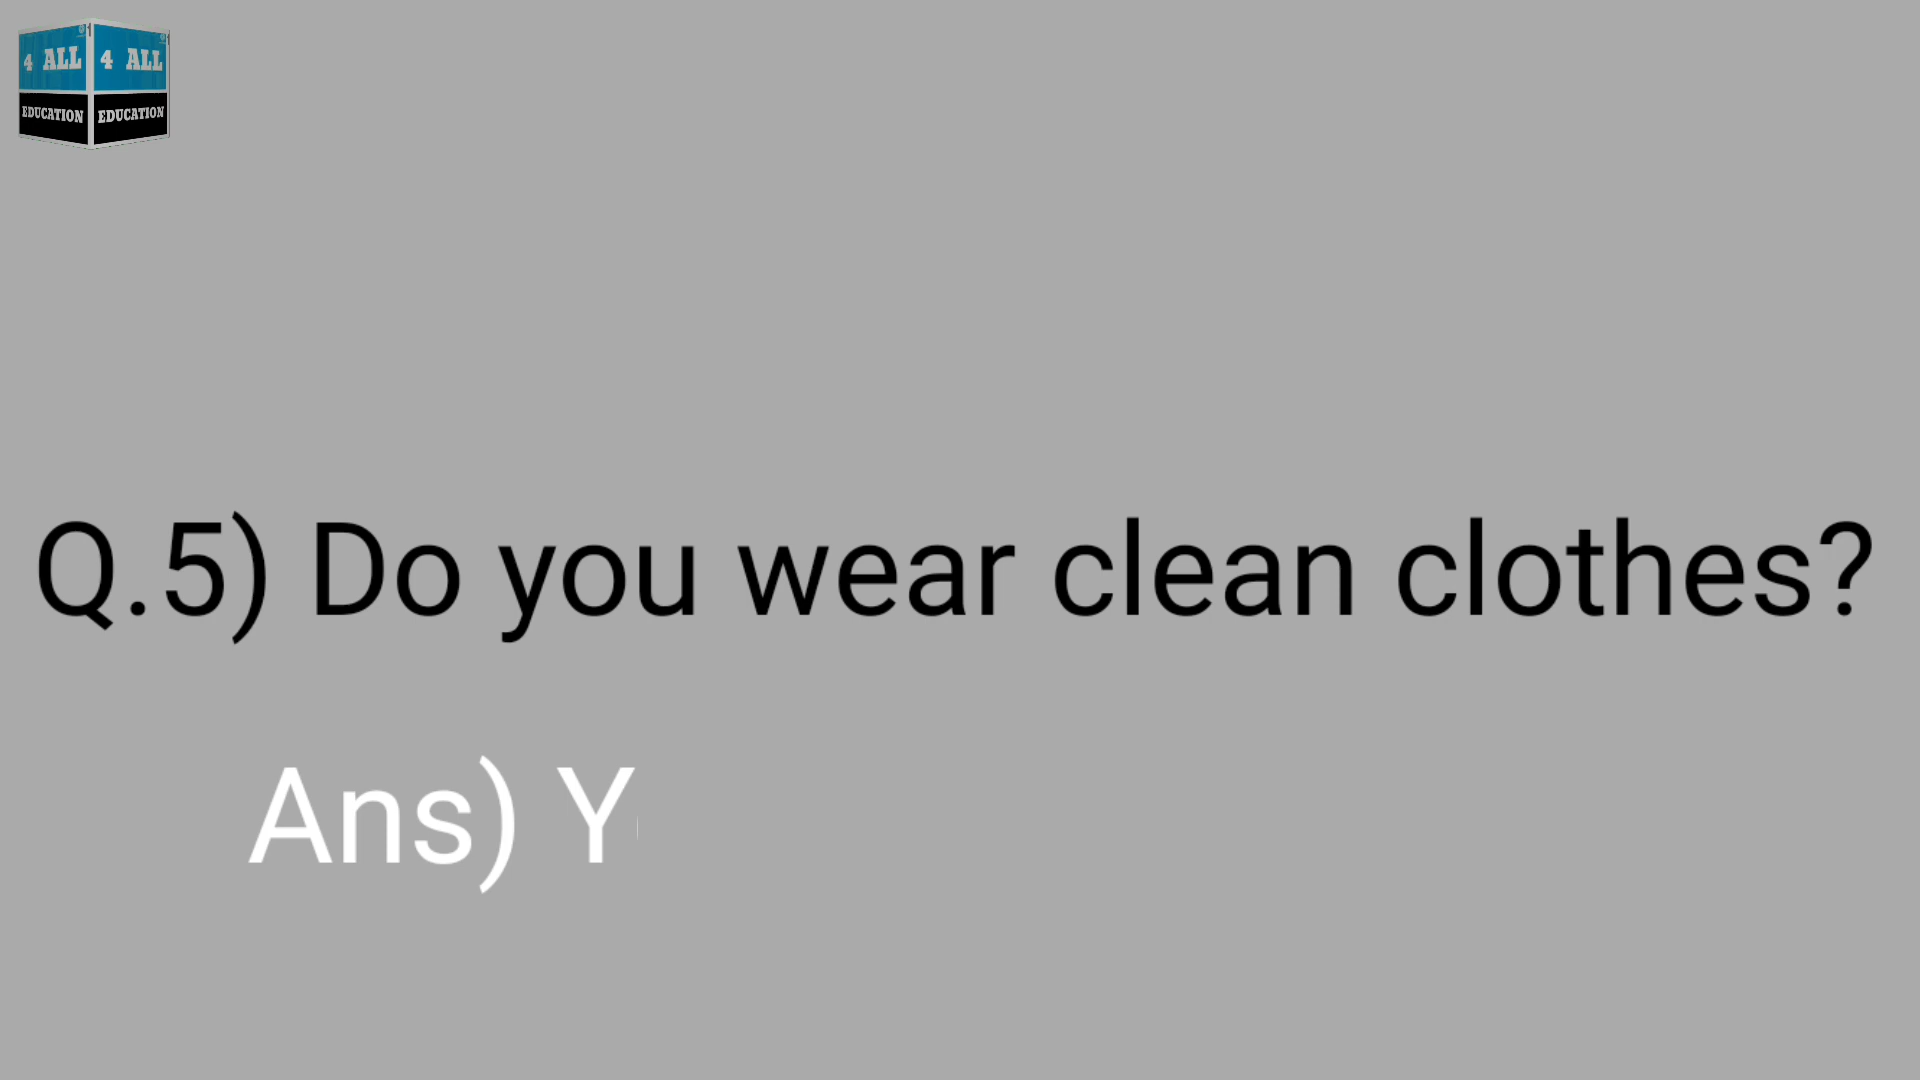 4 ALL 4 ALL
EDUCATION EDUCATION
Q.5) Do you wear clean clothes?
Ans) Y